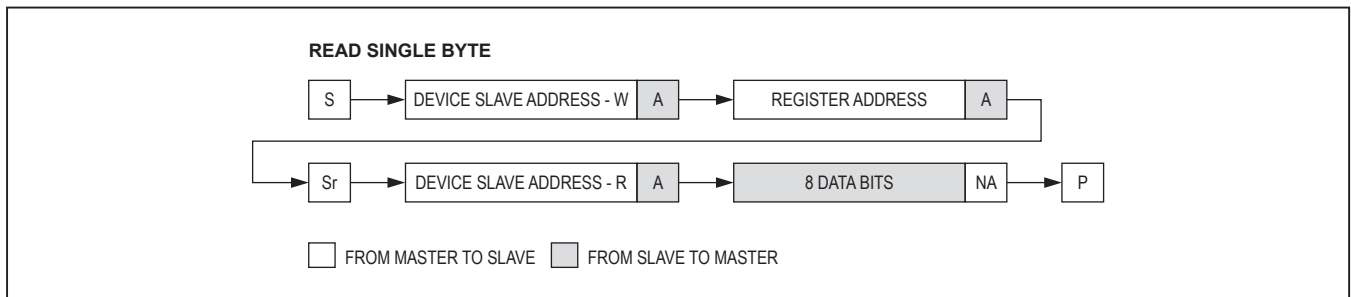 READ SINGLE BYTE
S DEVICE SLAVE ADDRESS - W A REGISTER ADDRESS A
Sr DEVICE SLAVE ADDRESS - R A 8 DATA BITS NA P
FROM MASTER TO SLAVE FROM SLAVE TO MASTER